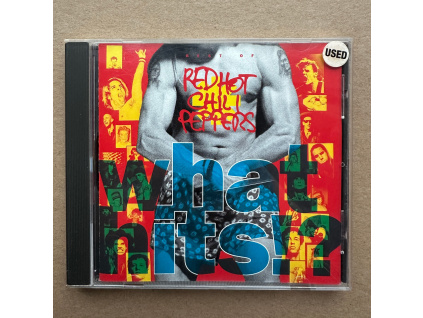 USED
BEST OF
RED HOT
CHILI
PEPPERS
what
hits!?